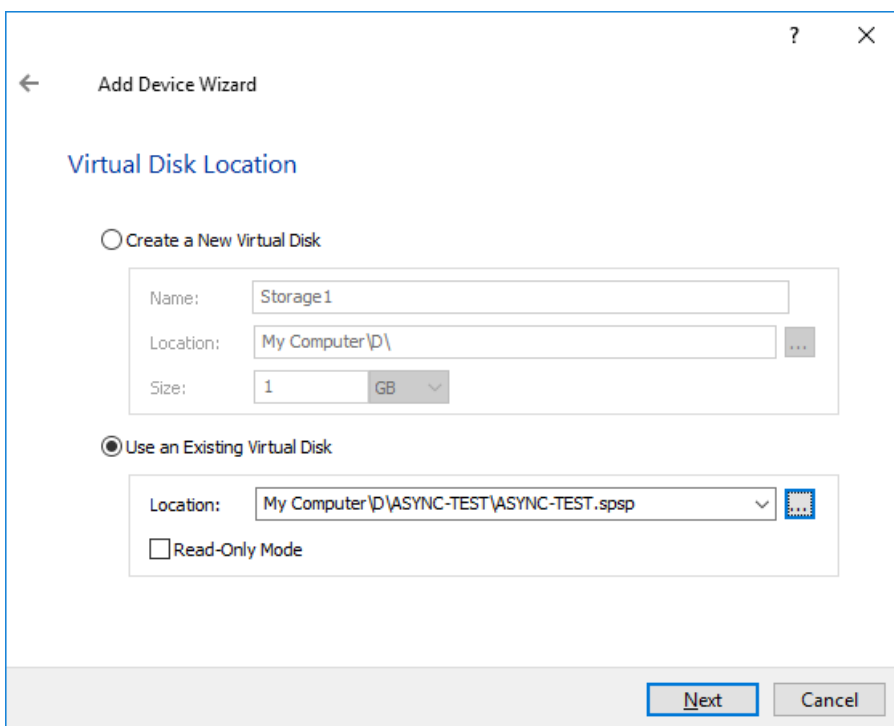 ?
Add Device Wizard
Virtual Disk Location
Create a New Virtual Disk
Name: Storage1
Location: My Computer\D\ ...
Size: 1 GB
Use an Existing Virtual Disk
Location: My Computer\D\ASYNC-TEST\ASYNC-TEST.spsp ...
Read-Only Mode
Next Cancel